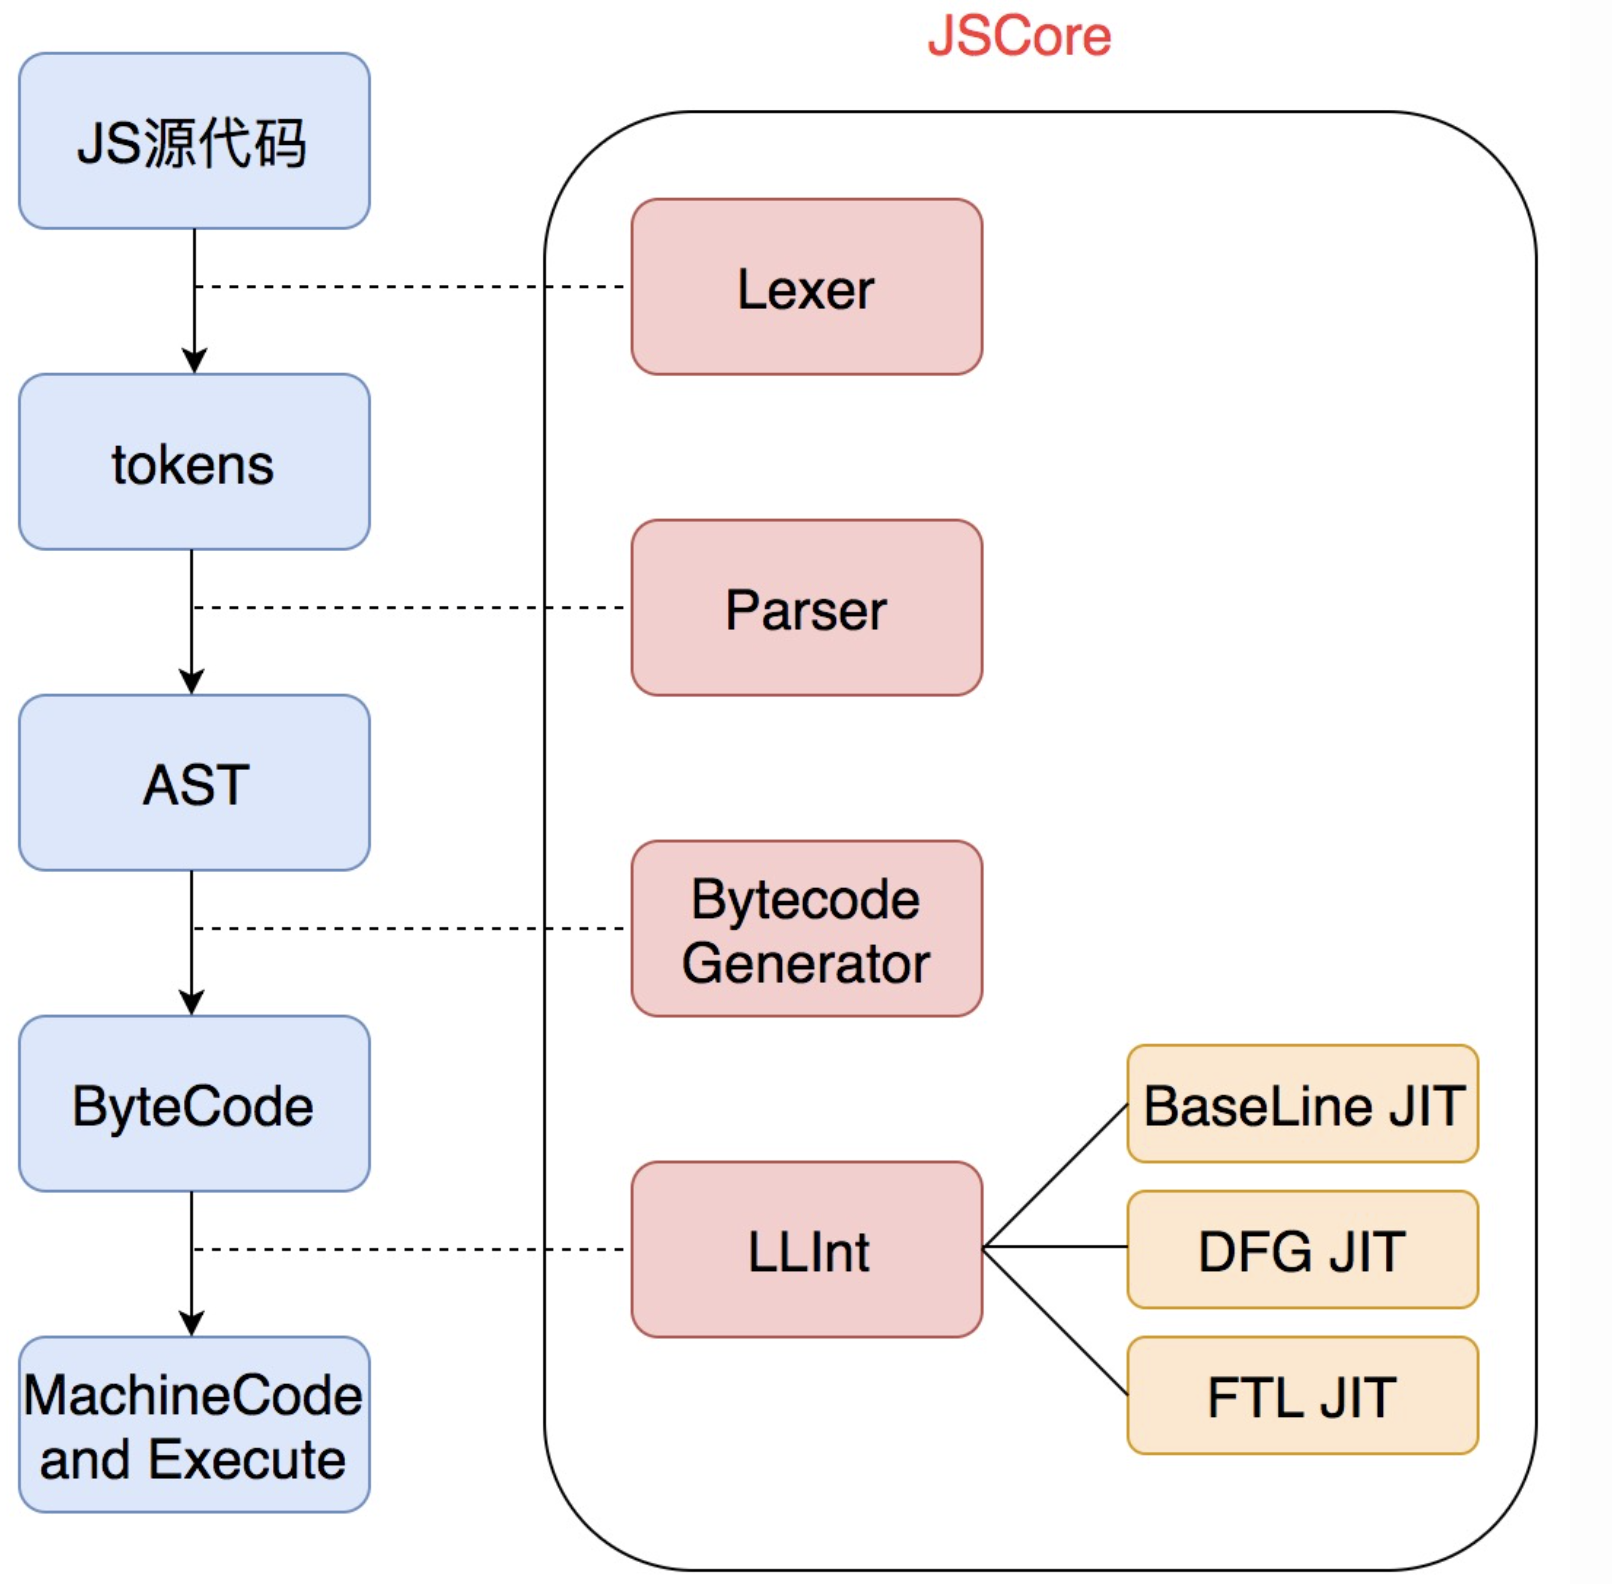 JSCore
JS源代码
Lexer
tokens
Parser
AST
Bytecode
Generator
ByteCode
BaseLine JIT
LLInt
DFG JIT
FTL JIT
MachineCode
and Execute